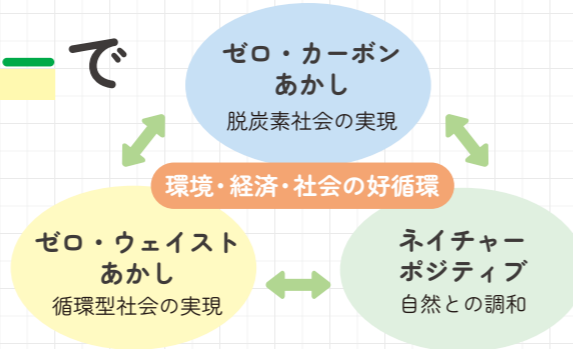 ーで
ゼロ・カーボン
あかし
脱炭素社会の実現
環境・経済・社会の好循環
ゼロ・ウェイスト
あかし
循環型社会の実現
ネイチャー
ポジティブ
自然との調和